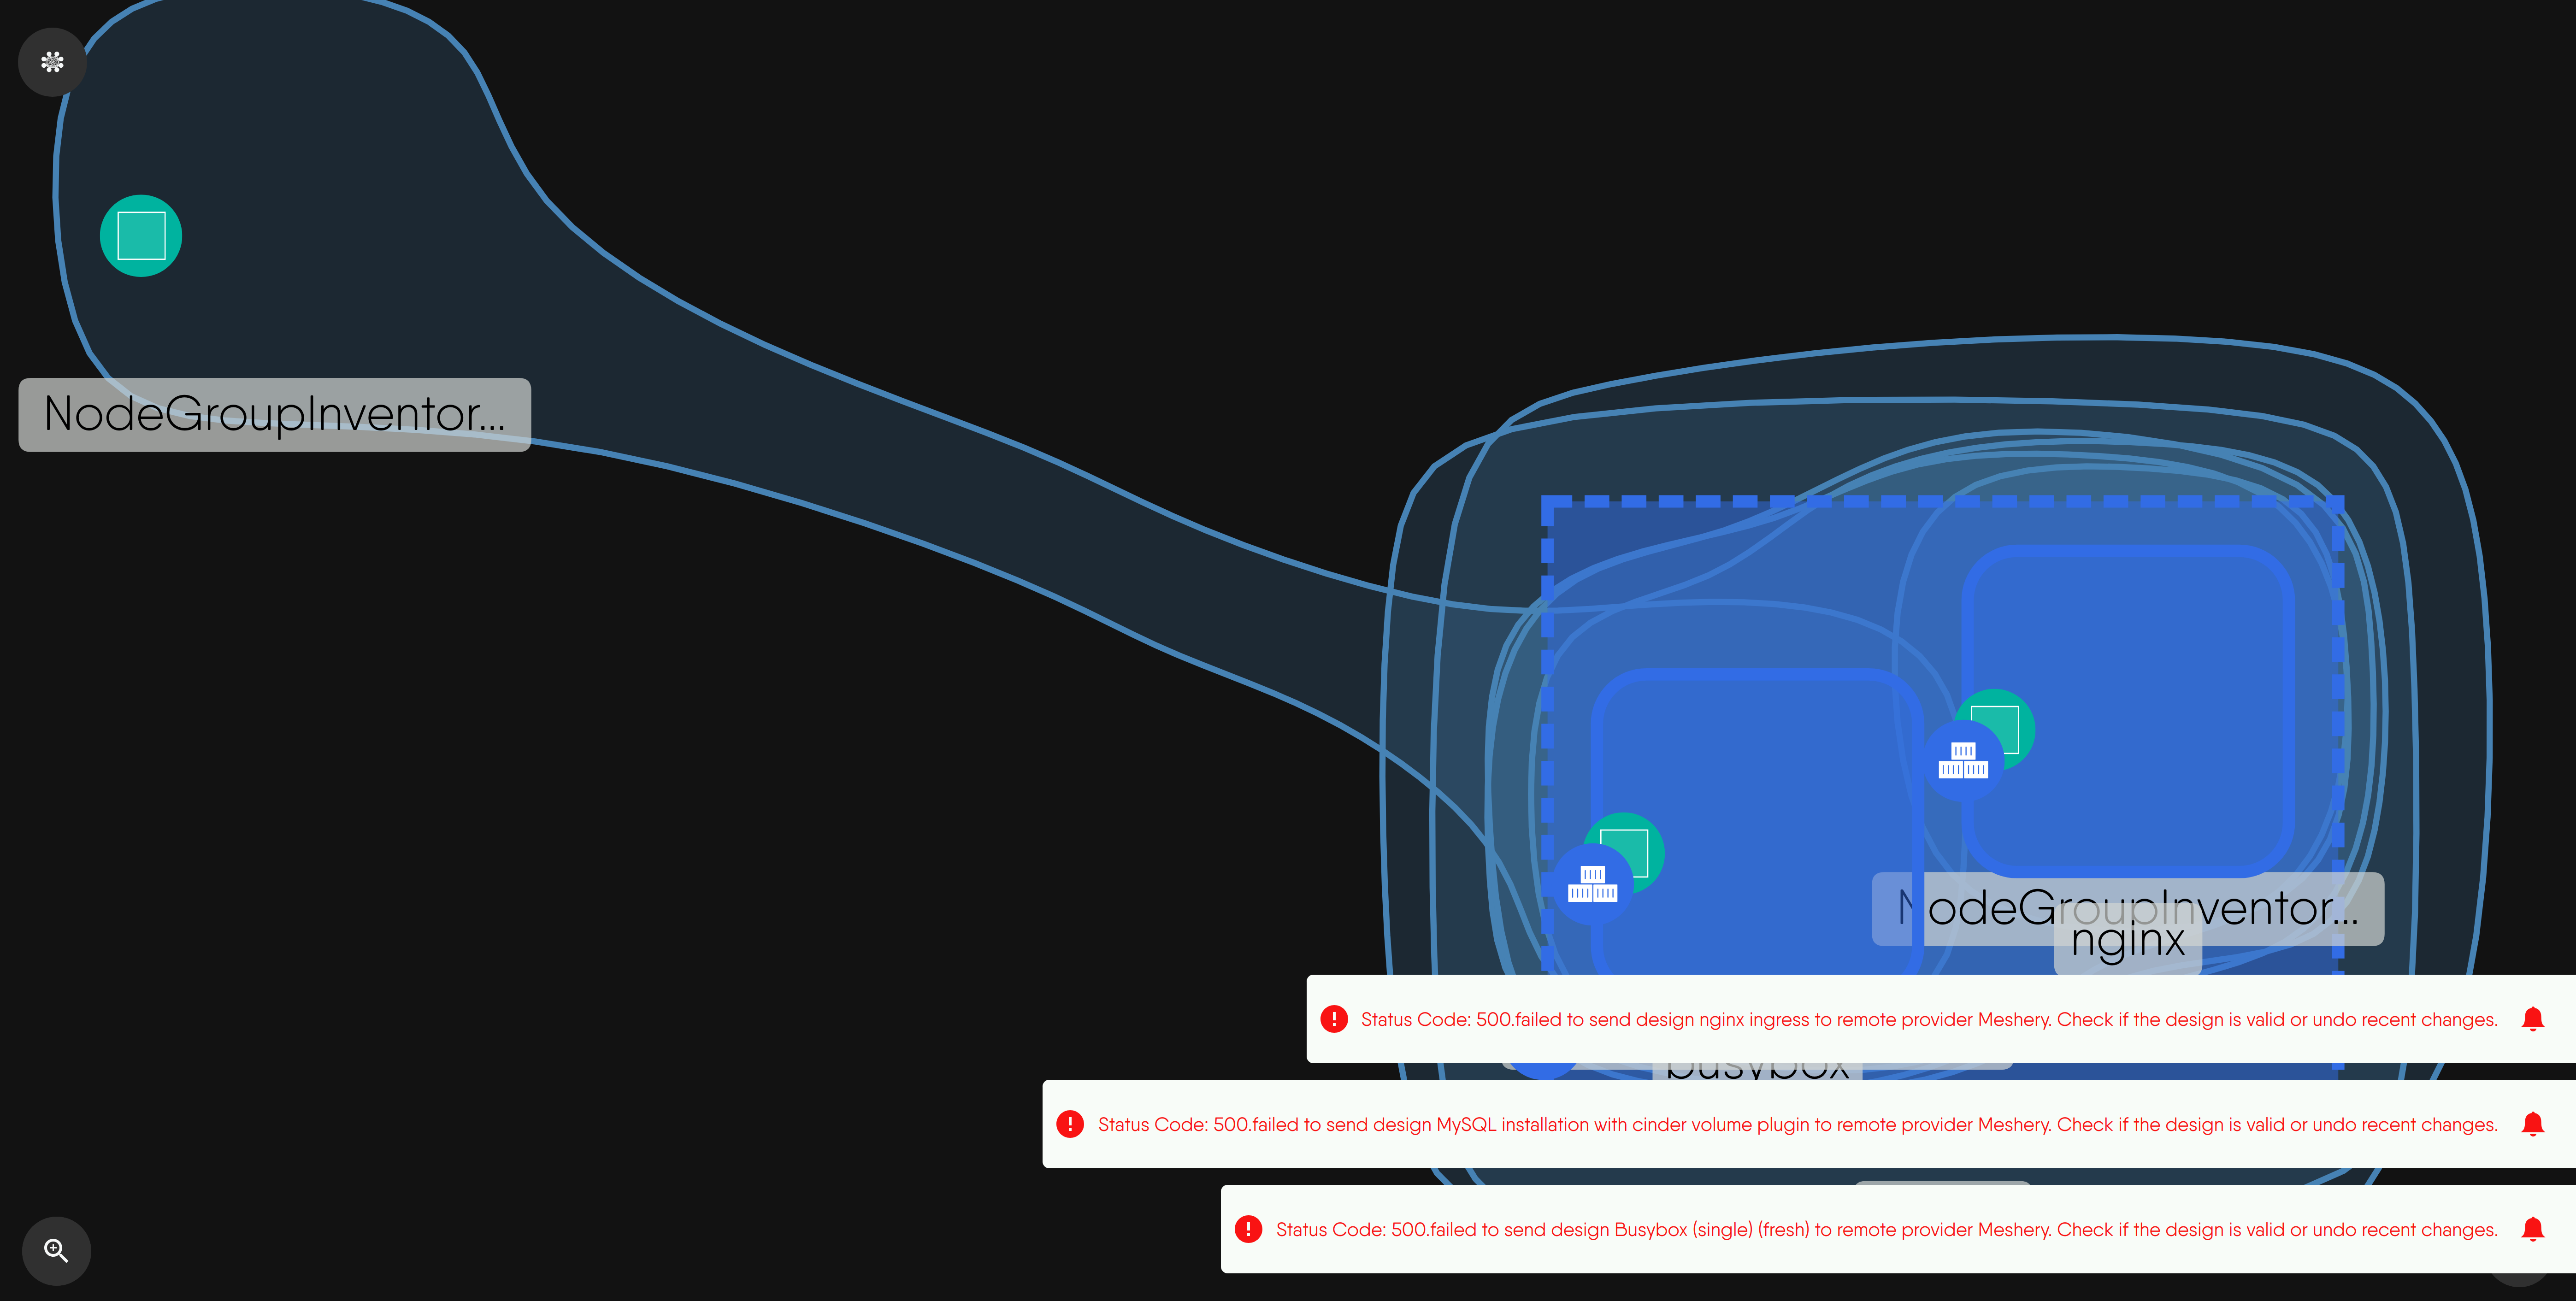 NodeGroupInventor...
NodeGroupInventor...
nginx
Status Code: 500.failed to send design nginx ingress to remote provider Meshery. Check if the design is valid or undo recent changes.
busybox
Status Code: 500.failed to send design MySQL installation with cinder volume plugin to remote provider Meshery. Check if the design is valid or undo recent changes.
Status Code: 500.failed to send design Busybox (single) (fresh) to remote provider Meshery. Check if the design is valid or undo recent changes.